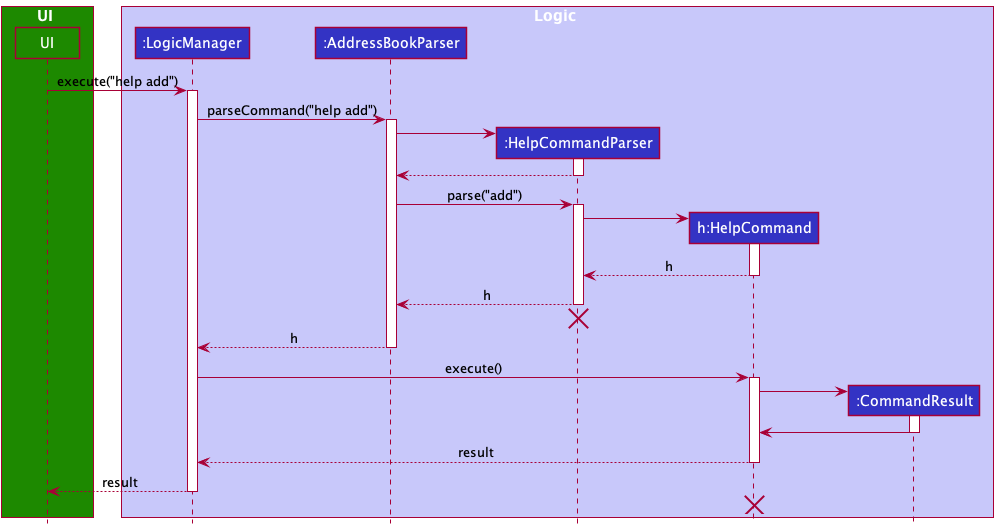 UI
Logic
UI
:LogicManager
:AddressBookParser
execute("help add")
parseCommand("help add")
:HelpCommandParser
parse("add")
h:HelpCommand
h
h
h
execute()
:CommandResult
result
result